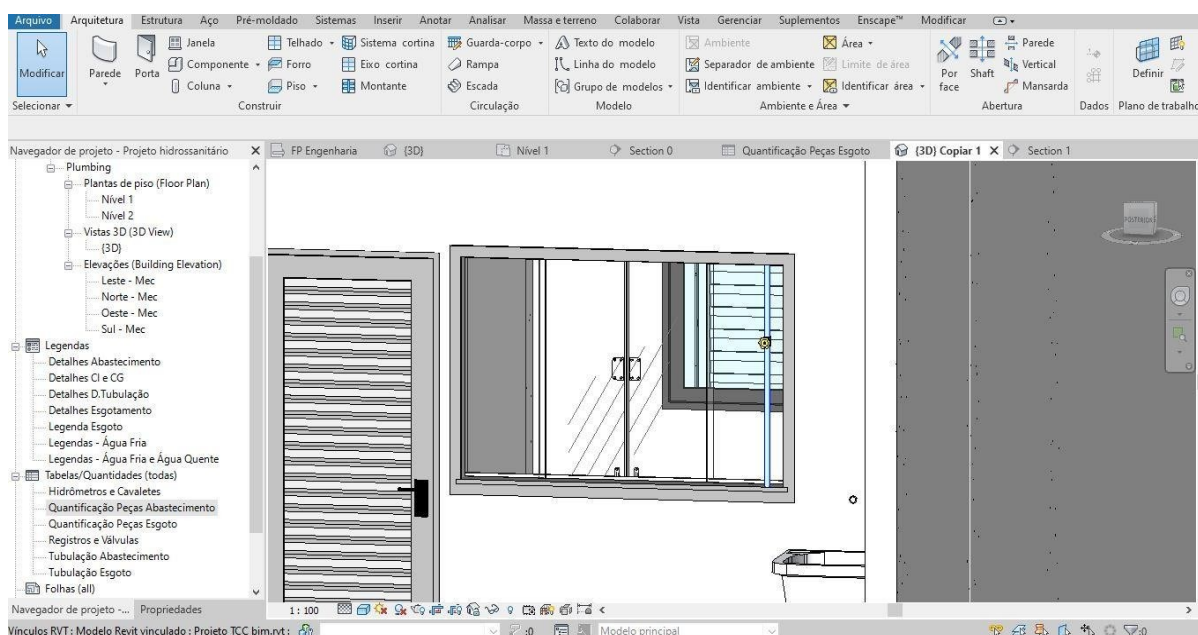 Arquivo Arquitetura Estrutura Aço Pré-moldado Sistemas Inserir Anotar Analisar Massa e terreno Colaborar Vista Gerenciar Suplementos Enscape™ Modificar
Janela Telhado Sistema cortina Guarda-corpo Texto do modelo Ambiente Área Parede
Modificar Parede Porta Componente Forro Eixo cortina Rampa Linha do modelo Separador de ambiente Limite de área Por face Shaft Vertical Definir
Coluna Piso Montante Escada Grupo de modelos Identificar ambiente Identificar área Mansarda
Selecionar Construir Circulação Modelo Ambiente e Área Abertura Dados Plano de trabalho
Navegador de projeto - Projeto hidrossanitário X FP Engenharia {3D} Nível 1 Section 0 Quantificação Peças Esgoto {3D} Copiar 1 X Section 1
Plumbing
Plantas de piso (Floor Plan)
Nível 1
Nível 2
Vistas 3D (3D View)
{3D}
Elevações (Building Elevation)
Leste - Mec
Norte - Mec
Oeste - Mec
Sul - Mec
Legendas
Detalhes Abastecimento
Detalhes CI e CG
Detalhes D.Tubulação
Detalhes Esgotamento
Legenda Esgoto
Legendas - Água Fria
Legendas - Água Fria e Água Quente
Tabelas/Quantidades (todas)
Hidrômetros e Cavaletes
Quantificação Peças Abastecimento
Quantificação Peças Esgoto
Registros e Válvulas
Tubulação Abastecimento
Tubulação Esgoto
Folhas (all)
POSTERIOR
Navegador de projeto -... Propriedades 1 : 100
Vínculos RVT : Modelo Revit vinculado : Projeto TCC bim.rvt : :0 Modelo principal :0